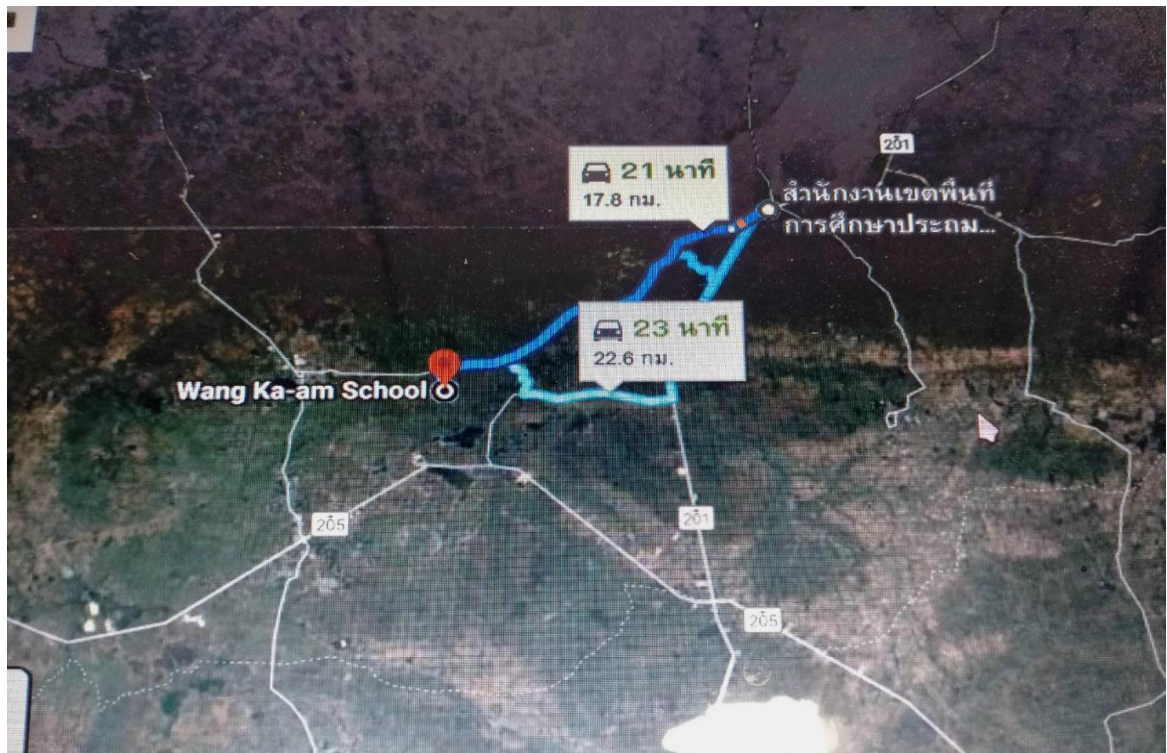 201
21 นาที
17.8 กม.
สำนักงานเขตพื้นที่
การศึกษาประถม...
23 นาที
22.6 กม.
Wang Ka-am School
205
201
205